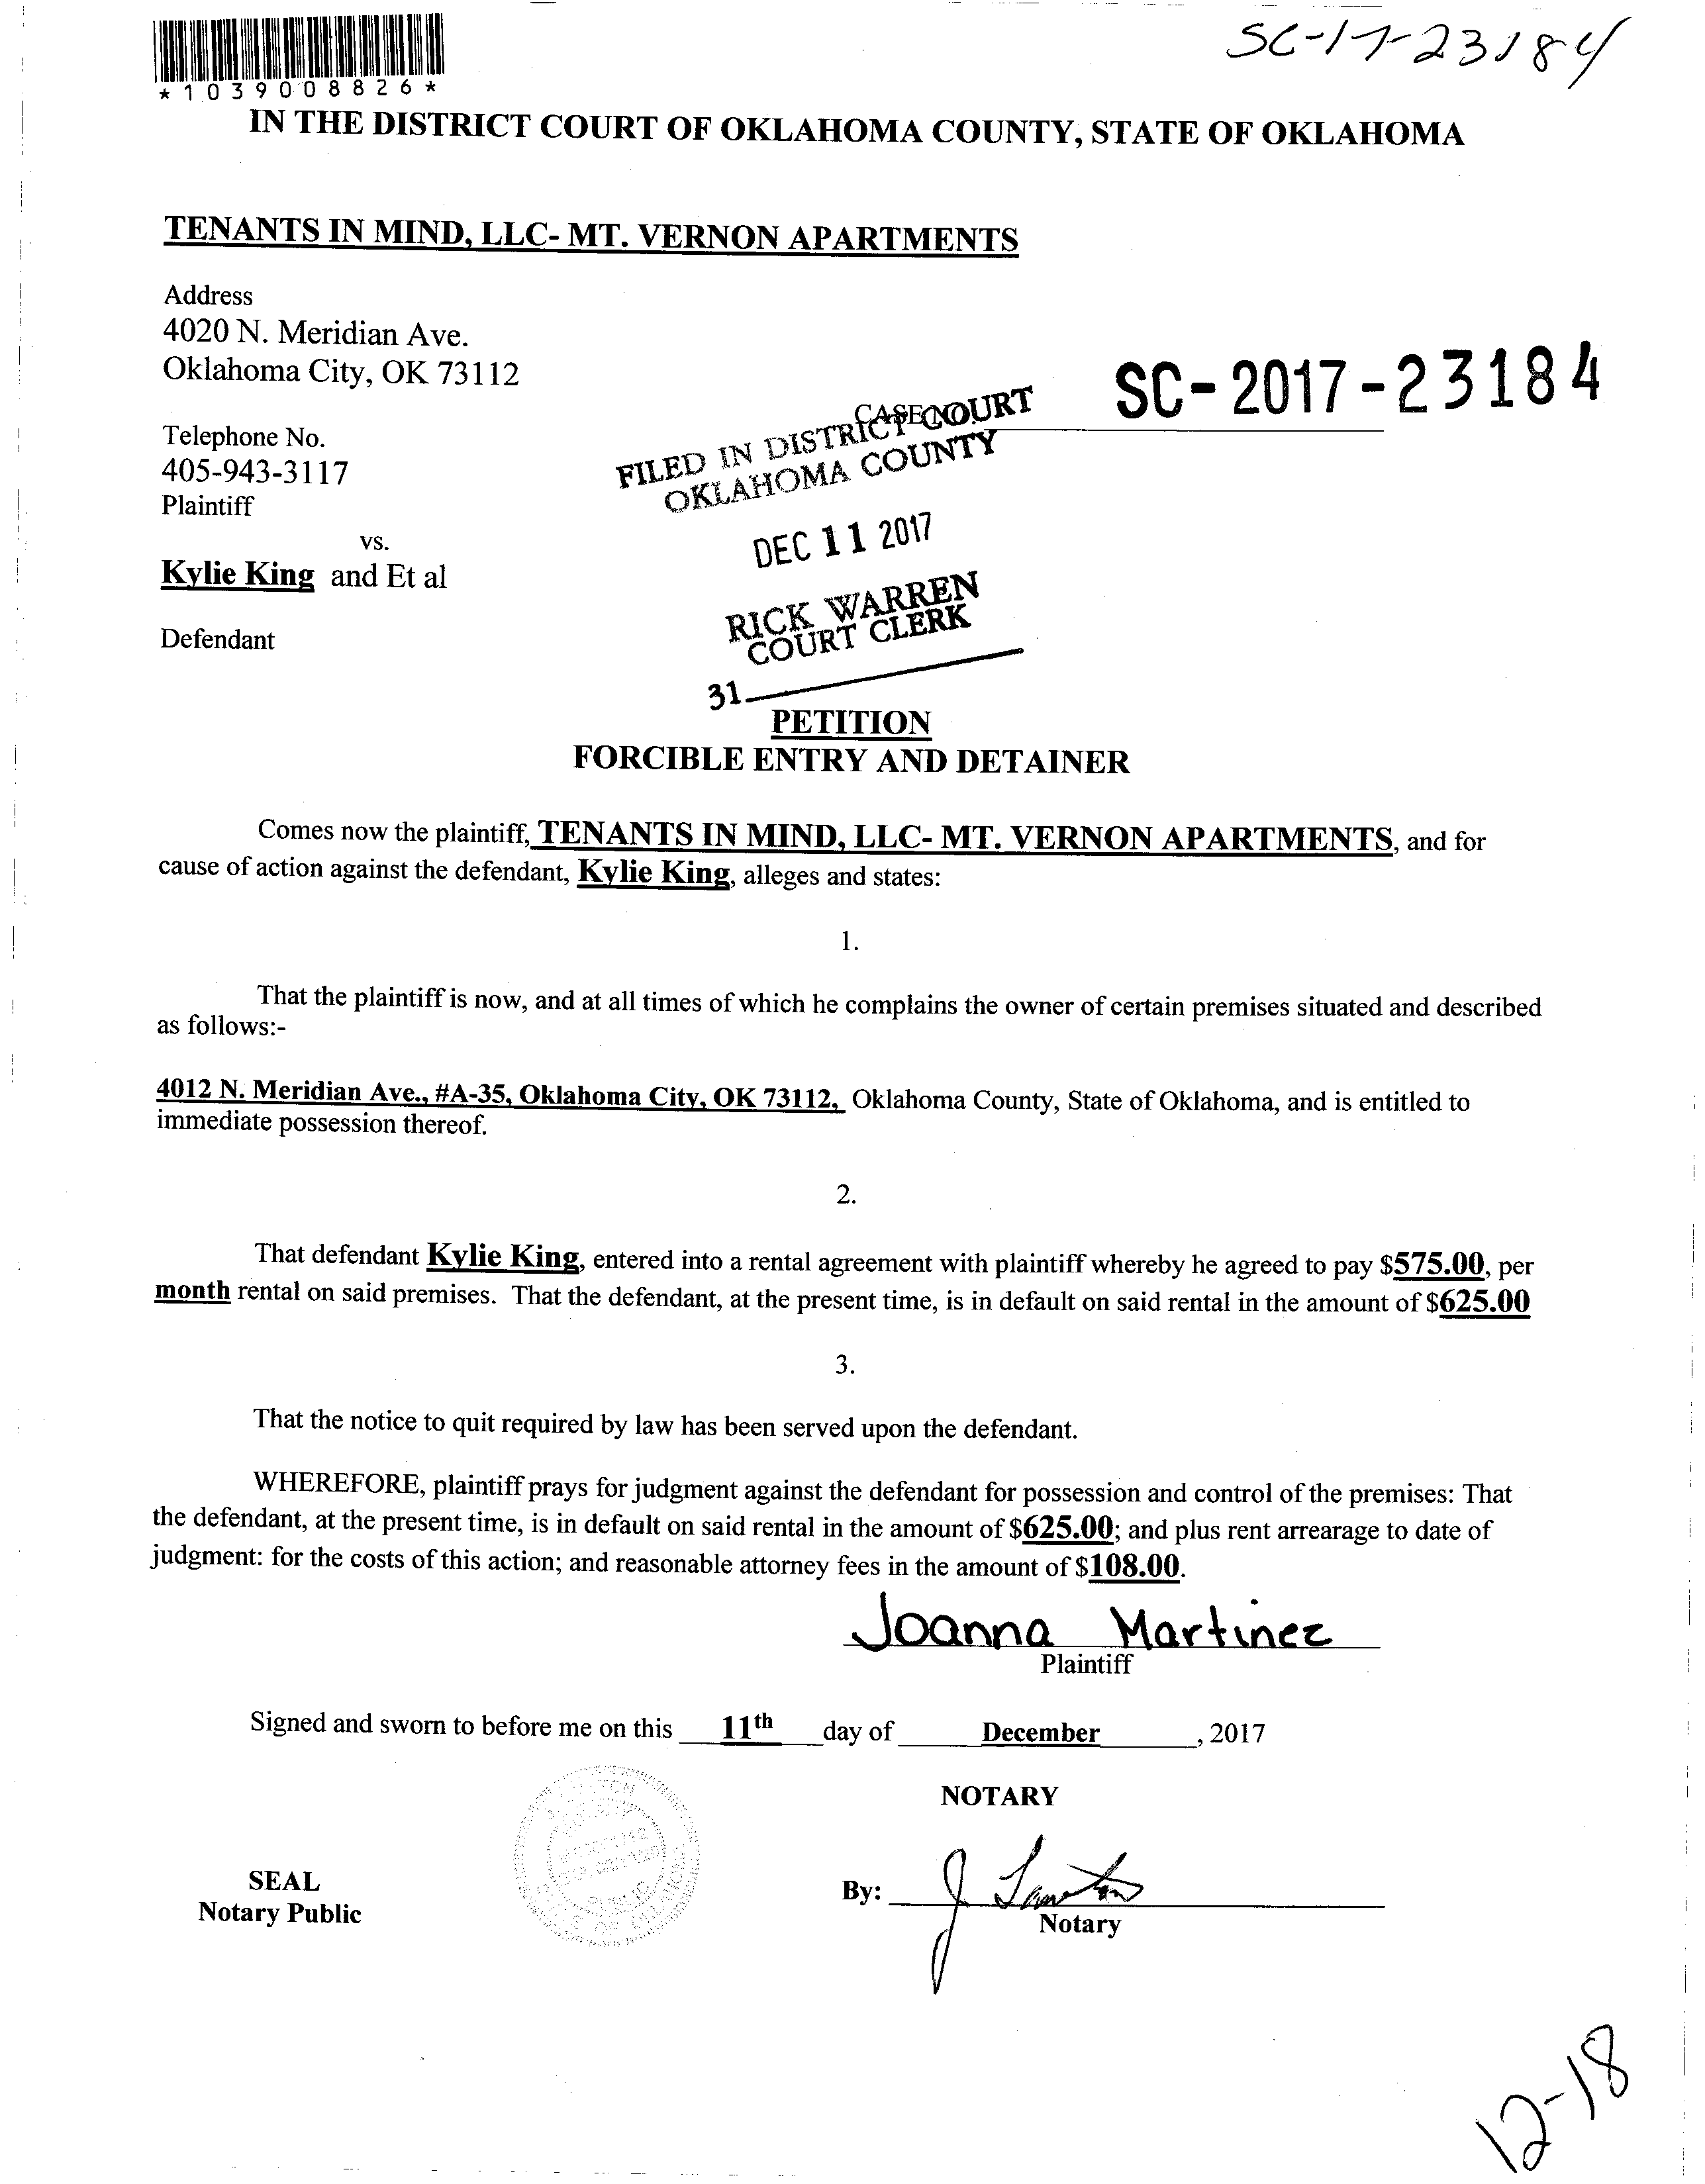 SC-17-23184
*1039008826*
IN THE DISTRICT COURT OF OKLAHOMA COUNTY, STATE OF OKLAHOMA
TENANTS IN MIND, LLC- MT. VERNON APARTMENTS
Address
4020 N. Meridian Ave.
Oklahoma City, OK 73112
SC-2017-23184
CASE NO.
FILED IN DISTRICT COURT
OKLAHOMA COUNTY
Telephone No.
405-943-3117
Plaintiff
DEC 11 2017
vs.
Kylie King and Et al
RICK WARREN
COURT CLERK
Defendant
31
PETITION
FORCIBLE ENTRY AND DETAINER
Comes now the plaintiff, TENANTS IN MIND, LLC- MT. VERNON APARTMENTS, and for
cause of action against the defendant, Kylie King, alleges and states:
1.
That the plaintiff is now, and at all times of which he complains the owner of certain premises situated and described
as follows:-
4012 N. Meridian Ave., #A-35, Oklahoma City, OK 73112, Oklahoma County, State of Oklahoma, and is entitled to
immediate possession thereof.
2.
That defendant Kylie King, entered into a rental agreement with plaintiff whereby he agreed to pay $575.00, per
month rental on said premises. That the defendant, at the present time, is in default on said rental in the amount of $625.00
3.
That the notice to quit required by law has been served upon the defendant.
WHEREFORE, plaintiff prays for judgment against the defendant for possession and control of the premises: That
the defendant, at the present time, is in default on said rental in the amount of $625.00; and plus rent arrearage to date of
judgment: for the costs of this action; and reasonable attorney fees in the amount of $108.00.
Joanna Martinez
Plaintiff
Signed and sworn to before me on this 11th day of December, 2017
NOTARY
SEAL
Notary Public
PUBLIC
OF OKLAHOMA
By: J
Notary
12-18